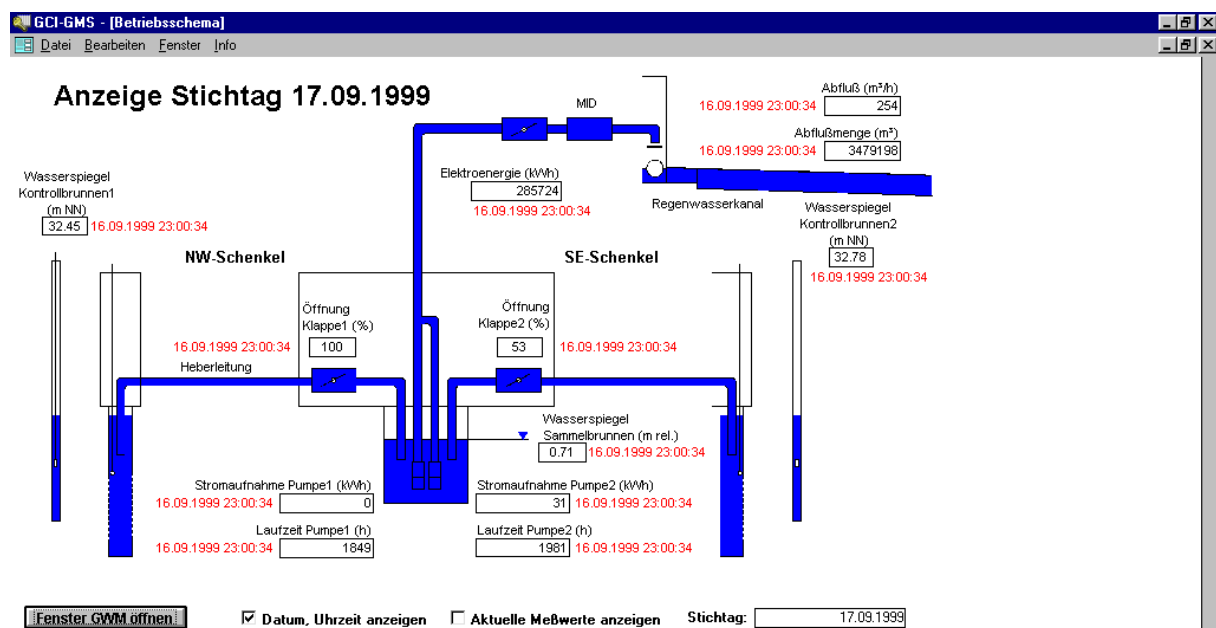 GCI-GMS - [Betriebsschema]
Datei Bearbeiten Fenster Info
Anzeige Stichtag 17.09.1999
MID
Abfluß (m³/h)
16.09.1999 23:00:34 254
Abflußmenge (m³)
16.09.1999 23:00:34 3479198
Elektroenergie (kWh)
285724
16.09.1999 23:00:34
Regenwasserkanal
Wasserspiegel
Kontrollbrunnen1
(m NN)
32.45 16.09.1999 23:00:34
Wasserspiegel
Kontrollbrunnen2
(m NN)
32.78
16.09.1999 23:00:34
NW-Schenkel
SE-Schenkel
Öffnung
Klappe1 (%)
16.09.1999 23:00:34 100
Öffnung
Klappe2 (%)
53 16.09.1999 23:00:34
Heberleitung
Wasserspiegel
Sammelbrunnen (m rel.)
0.71 16.09.1999 23:00:34
Stromaufnahme Pumpe1 (kWh)
16.09.1999 23:00:34 0
Stromaufnahme Pumpe2 (kWh)
31 16.09.1999 23:00:34
Laufzeit Pumpe1 (h)
16.09.1999 23:00:34 1849
Laufzeit Pumpe2 (h)
1981 16.09.1999 23:00:34
Fenster GWM öffnen
Datum, Uhrzeit anzeigen
Aktuelle Meßwerte anzeigen
Stichtag: 17.09.1999